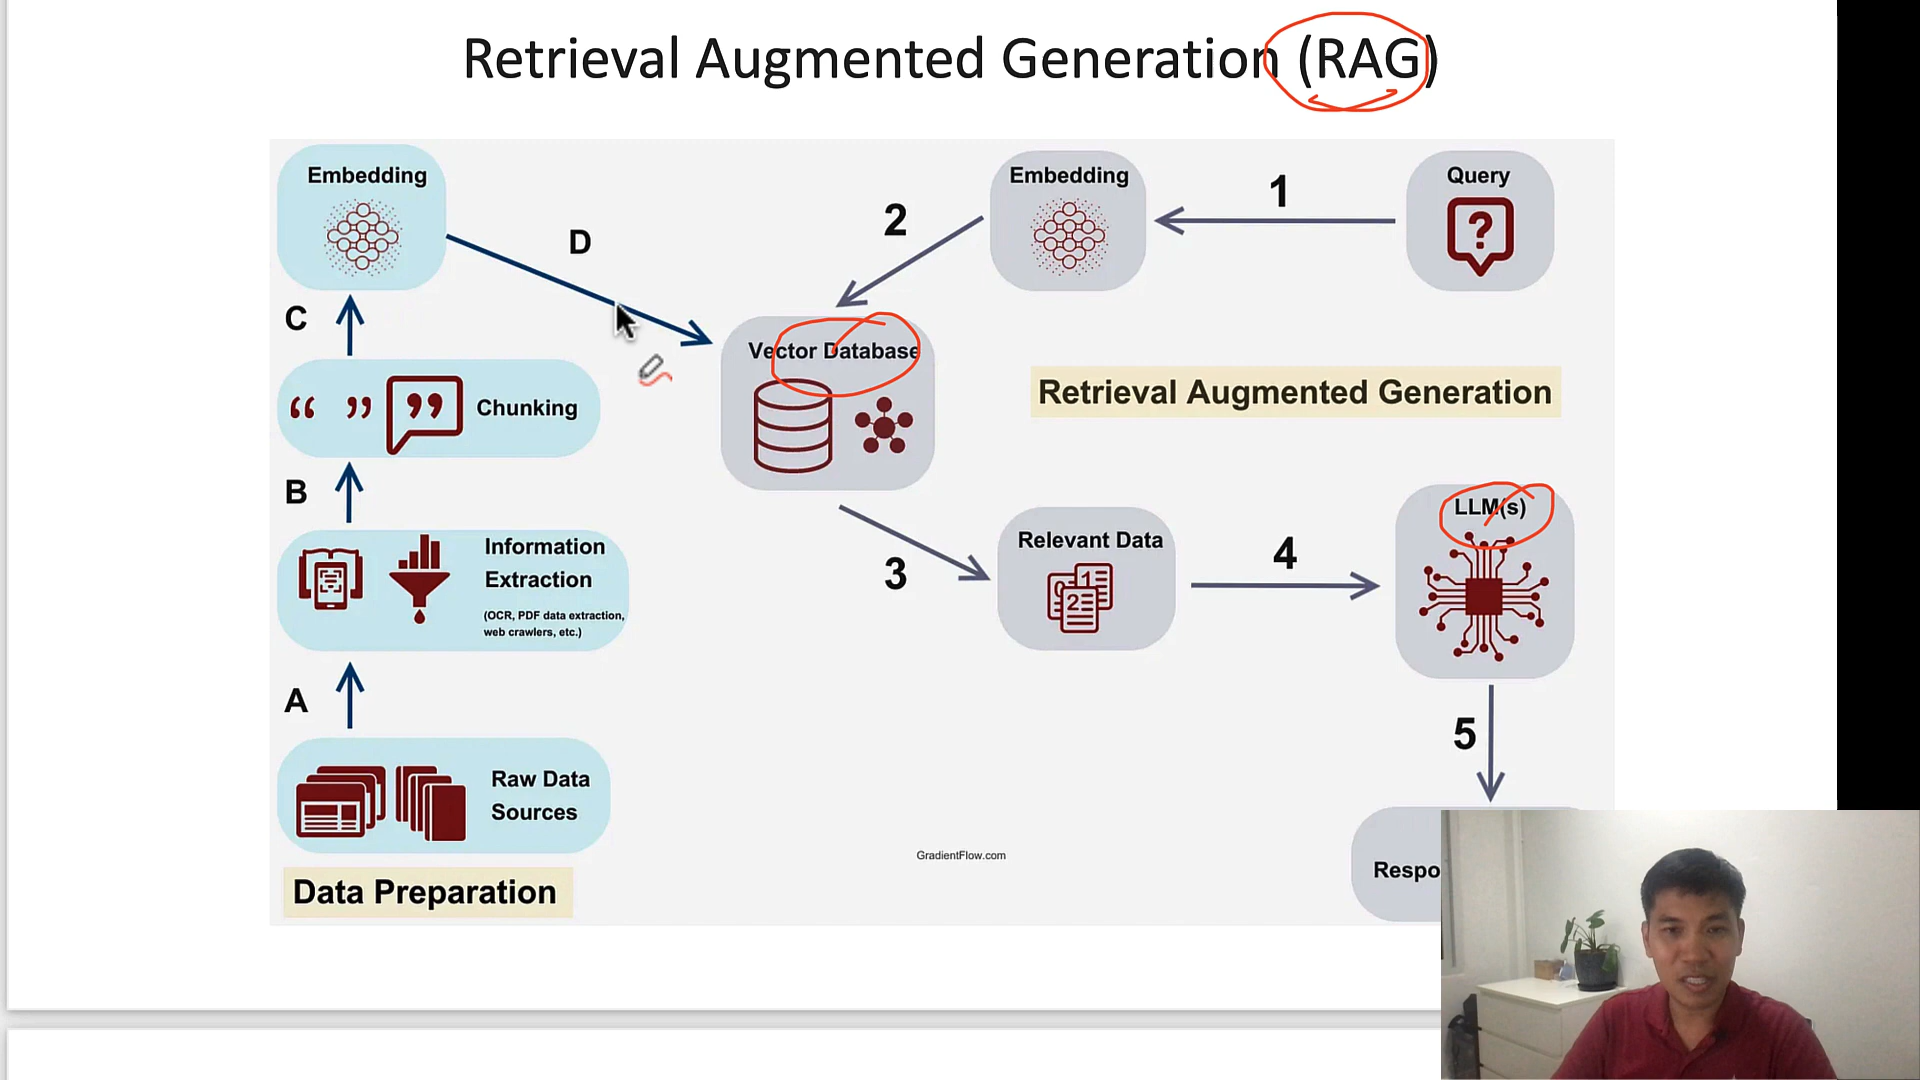 Retrieval Augmented Generation (RAG)
Embedding
Embedding
Query
1
2
D
C
Vector Database
Chunking
Retrieval Augmented Generation
B
Information
Extraction
(OCR, PDF data extraction,
web crawlers, etc.)
LLM(s)
Relevant Data
4
3
A
5
Raw Data
Sources
GradientFlow.com
Respo
Data Preparation